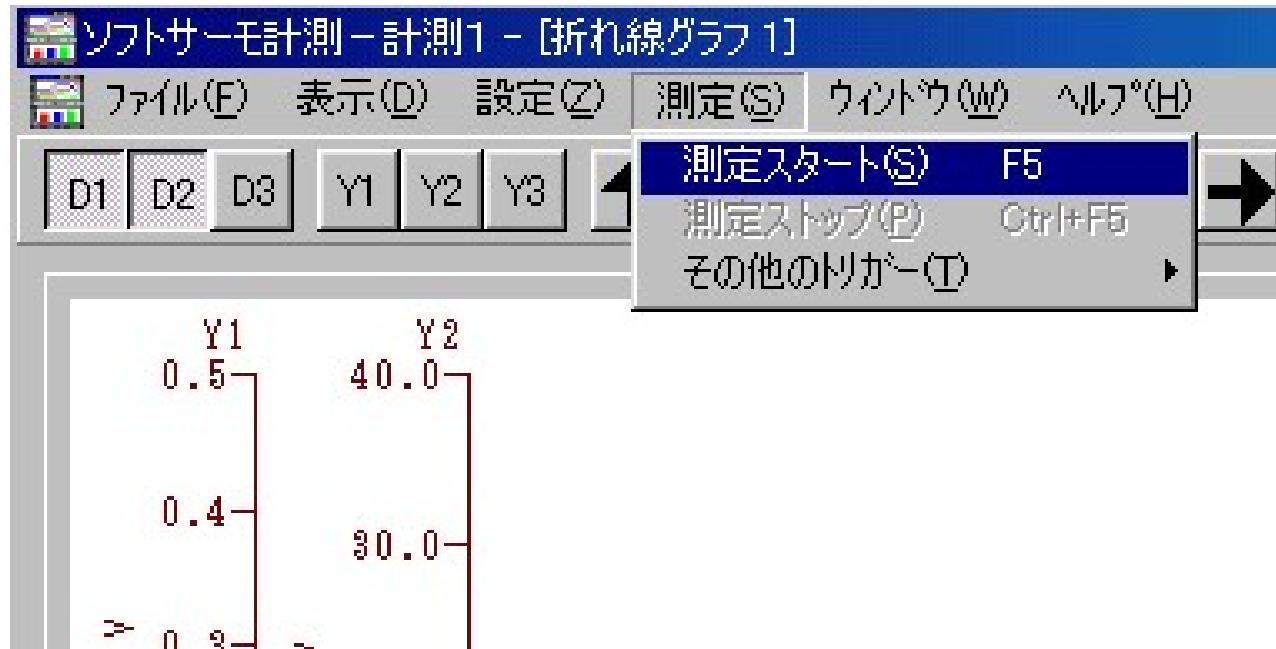 ソフトサーモ計測 - 計測1 - [折れ線グラフ1]
ファイル(F) 表示(D) 設定(Z) 測定(S) ウィンドウ(W) ヘルプ(H)
D1 D2 D3 Y1 Y2 Y3
測定スタート(S) F5
測定ストップ(P) Ctrl+F5
その他のトリガー(T)
Y1 Y2
0.5 40.0
0.4
30.0
0.3